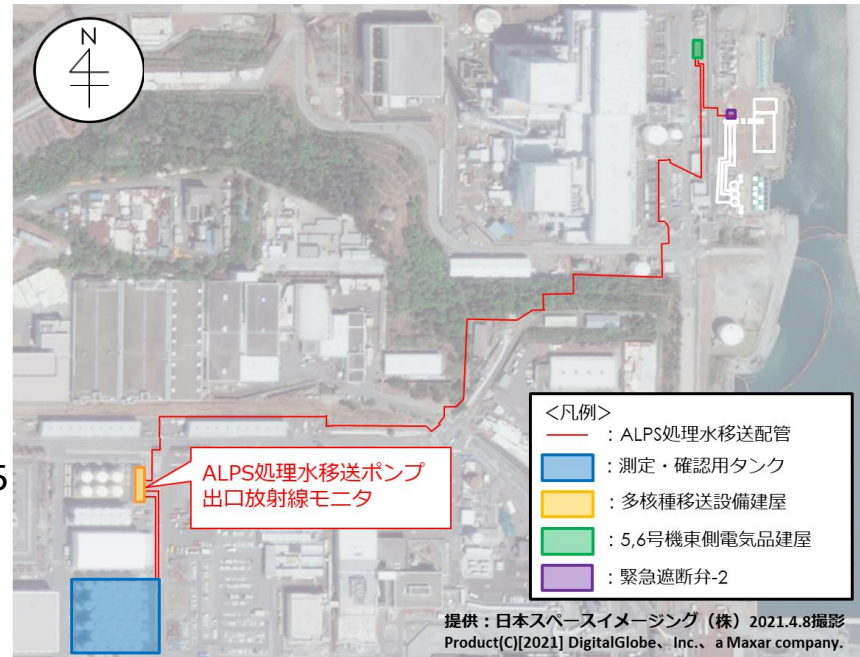 N
5
ALPS処理水移送ポンプ
出口放射線モニタ
<凡例>
：ALPS処理水移送配管
：測定・確認用タンク
：多核種移送設備建屋
：5,6号機東側電気品建屋
：緊急遮断弁-2
提供：日本スペースイメージング（株）2021.4.8撮影
Product(C)[2021] DigitalGlobe、Inc.、a Maxar company.